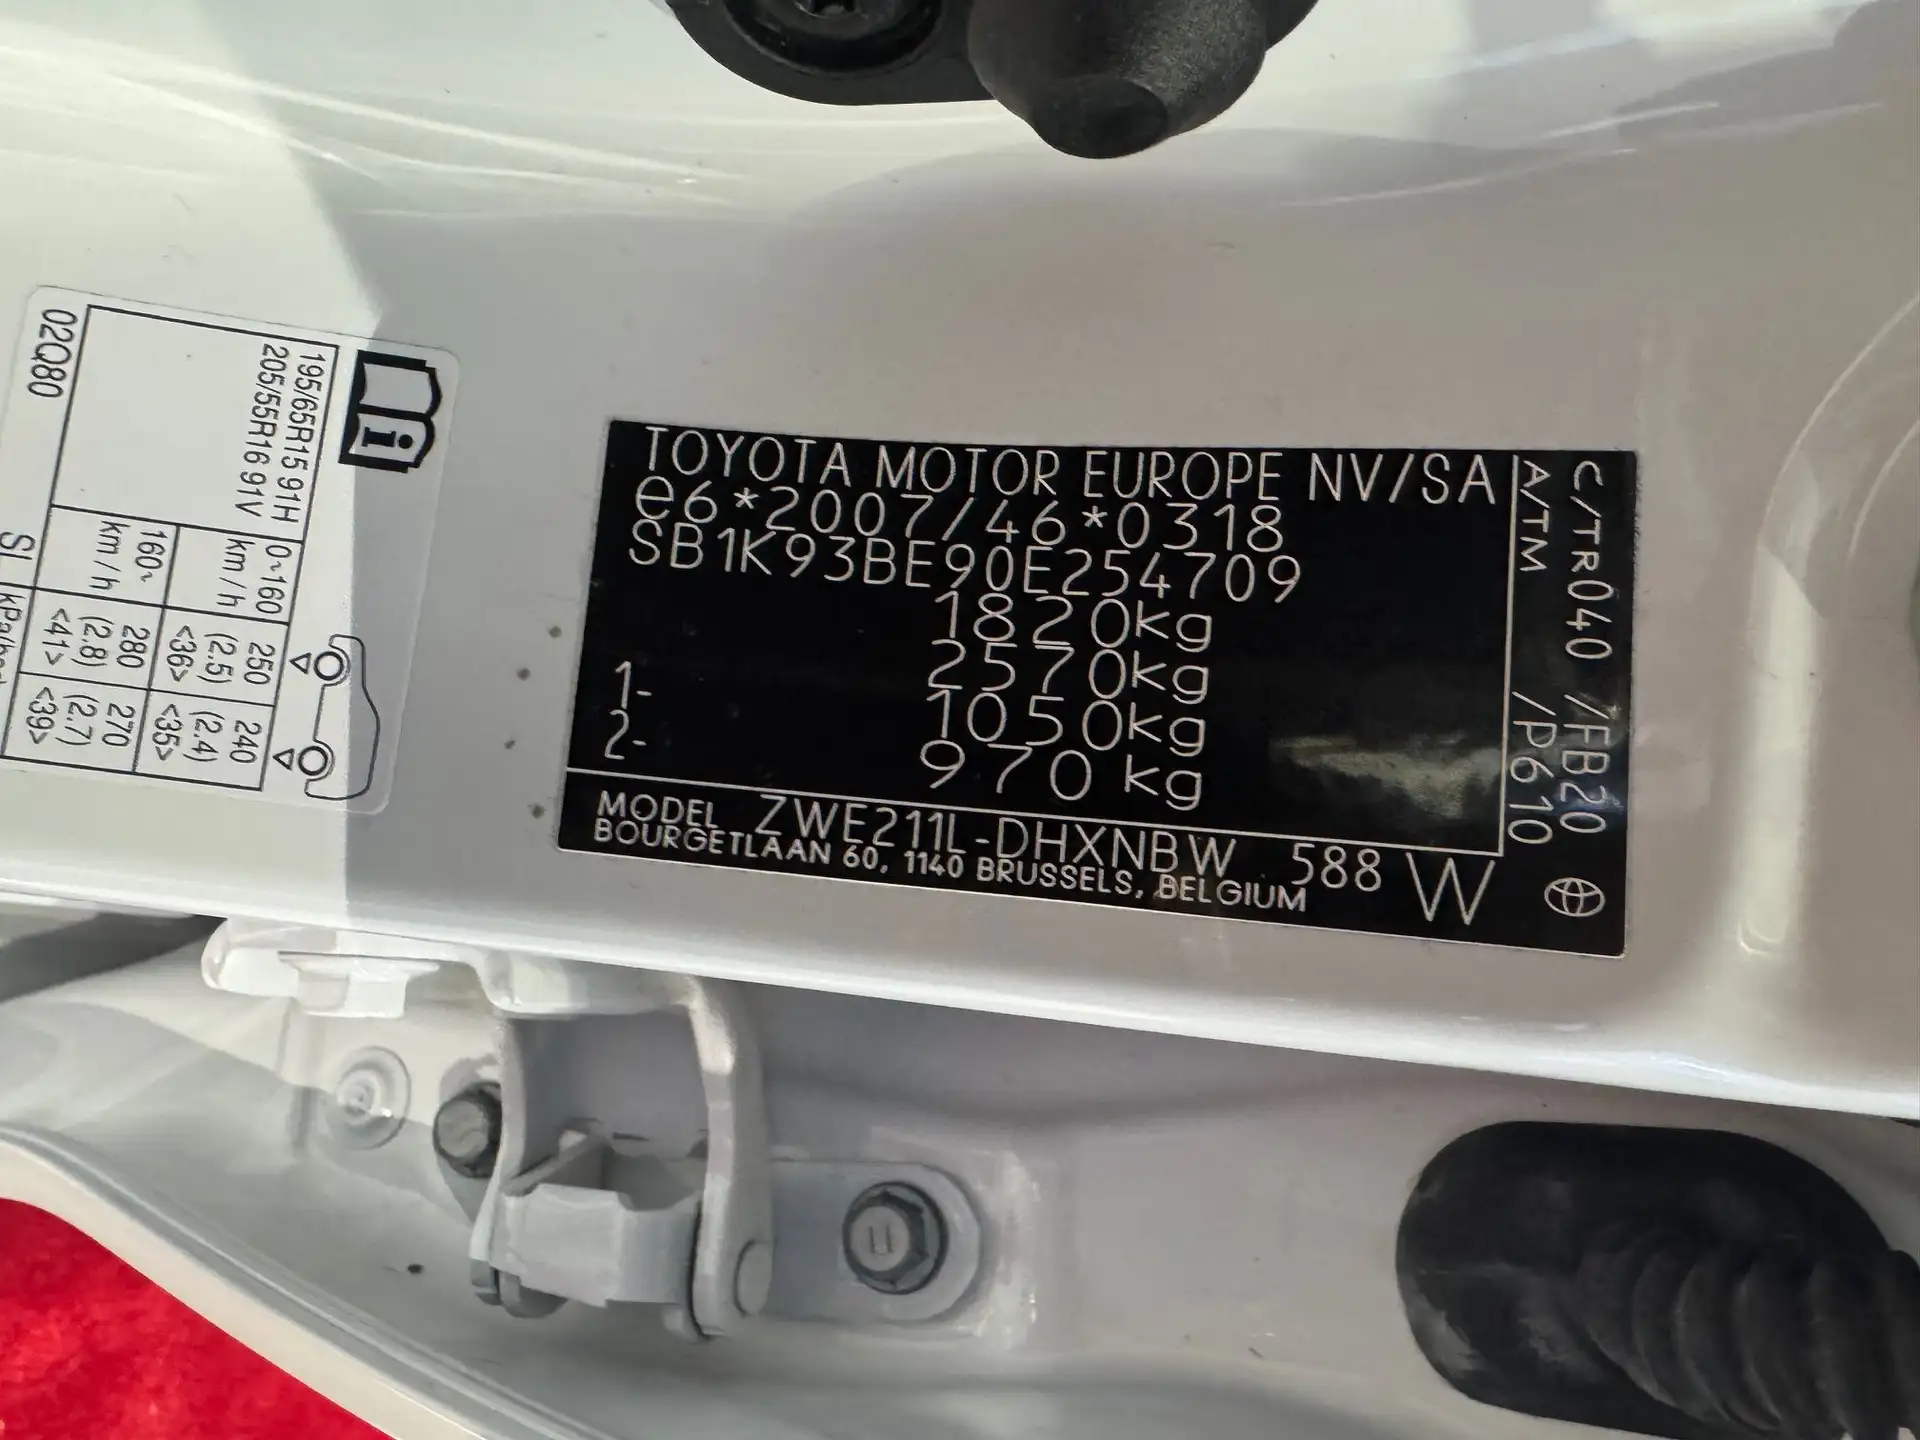 TOYOTA MOTOR EUROPE NV/SA
e6*2007/46*0318
SB1K93BE90E254709
1820kg
2570kg
1- 1050kg
2- 970kg
MODEL ZWE211L-DHXNBW 588 W
BOURGETLAAN 60, 1140 BRUSSELS, BELGIUM
C/TR040 /FB20
A/TM /P610
i
195/65R15 91H
205/55R16 91V
0~160 km/h
250 (2.5) <36>
240 (2.4) <35>
160~ km/h
280 (2.8) <41>
270 (2.7) <39>
02Q80
SL